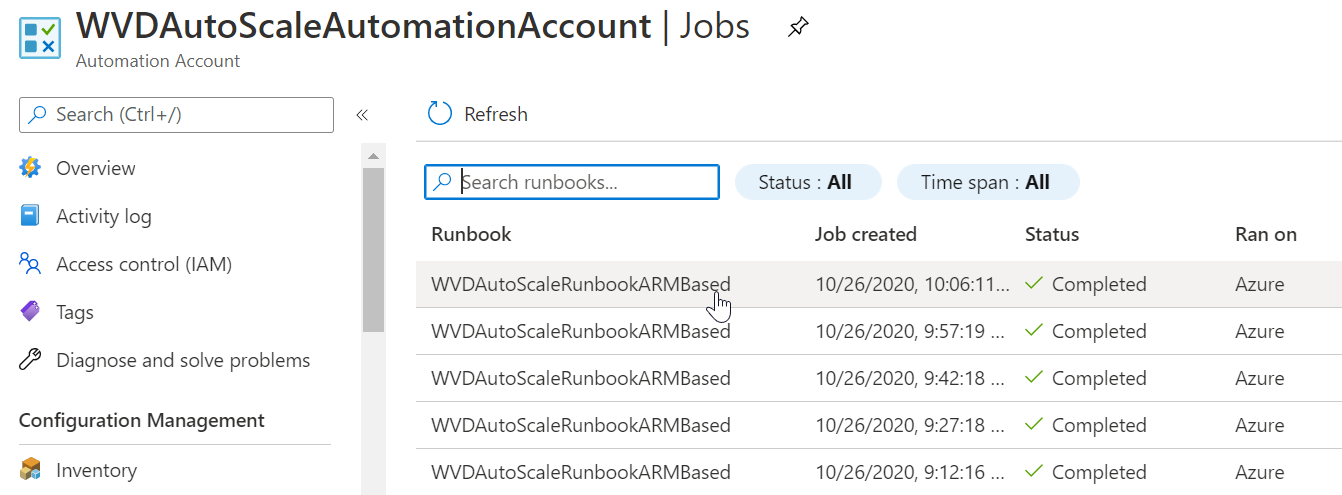 WVDAutoScaleAutomationAccount | Jobs
Automation Account
Search (Ctrl+/)
«
Overview
Activity log
Access control (IAM)
Tags
Diagnose and solve problems
Configuration Management
Inventory
Refresh
Search runbooks...
Status : All
Time span : All
Runbook Job created Status Ran on
WVDAutoScaleRunbookARMBased 10/26/2020, 10:06:11... Completed Azure
WVDAutoScaleRunbookARMBased 10/26/2020, 9:57:19 ... Completed Azure
WVDAutoScaleRunbookARMBased 10/26/2020, 9:42:18 ... Completed Azure
WVDAutoScaleRunbookARMBased 10/26/2020, 9:27:18 ... Completed Azure
WVDAutoScaleRunbookARMBased 10/26/2020, 9:12:16 ... Completed Azure